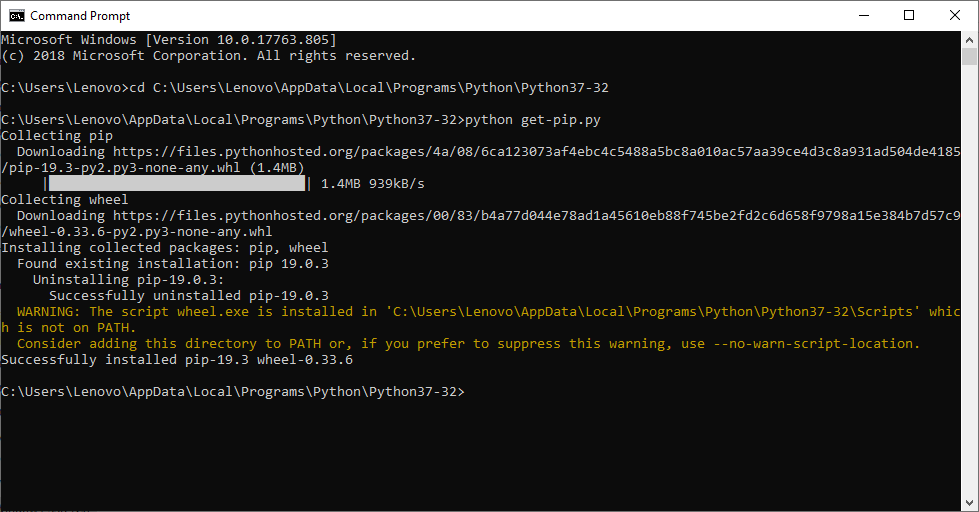 Command Prompt
Microsoft Windows [Version 10.0.17763.805]
(c) 2018 Microsoft Corporation. All rights reserved.
C:\Users\Lenovo>cd C:\Users\Lenovo\AppData\Local\Programs\Python\Python37-32
C:\Users\Lenovo\AppData\Local\Programs\Python\Python37-32>python get-pip.py
Collecting pip
  Downloading https://files.pythonhosted.org/packages/4a/08/6ca123073af4ebc4c5488a5bc8a010ac57aa39ce4d3c8a931ad504de4185
/pip-19.3-py2.py3-none-any.whl (1.4MB)
     |████████████████████████████████| 1.4MB 939kB/s
Collecting wheel
  Downloading https://files.pythonhosted.org/packages/00/83/b4a77d044e78ad1a45610eb88f745be2fd2c6d658f9798a15e384b7d57c9
/wheel-0.33.6-py2.py3-none-any.whl
Installing collected packages: pip, wheel
  Found existing installation: pip 19.0.3
    Uninstalling pip-19.0.3:
      Successfully uninstalled pip-19.0.3
  WARNING: The script wheel.exe is installed in 'C:\Users\Lenovo\AppData\Local\Programs\Python\Python37-32\Scripts' whic
h is not on PATH.
  Consider adding this directory to PATH or, if you prefer to suppress this warning, use --no-warn-script-location.
Successfully installed pip-19.3 wheel-0.33.6
C:\Users\Lenovo\AppData\Local\Programs\Python\Python37-32>